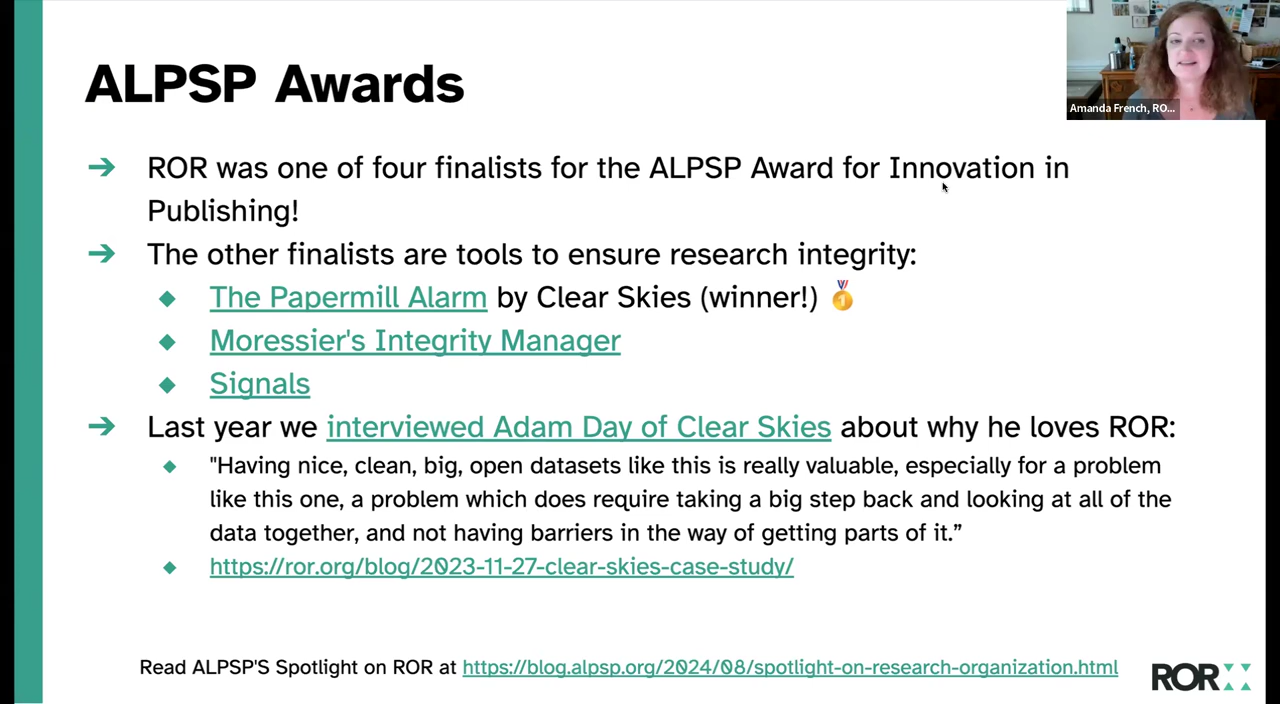 ALPSP Awards
Amanda French, RO...
ROR was one of four finalists for the ALPSP Award for Innovation in
Publishing!
The other finalists are tools to ensure research integrity:
The Papermill Alarm by Clear Skies (winner!) 🏅
Moressier's Integrity Manager
Signals
Last year we interviewed Adam Day of Clear Skies about why he loves ROR:
"Having nice, clean, big, open datasets like this is really valuable, especially for a problem
like this one, a problem which does require taking a big step back and looking at all of the
data together, and not having barriers in the way of getting parts of it.”
https://ror.org/blog/2023-11-27-clear-skies-case-study/
Read ALPSP'S Spotlight on ROR at https://blog.alpsp.org/2024/08/spotlight-on-research-organization.html
ROR